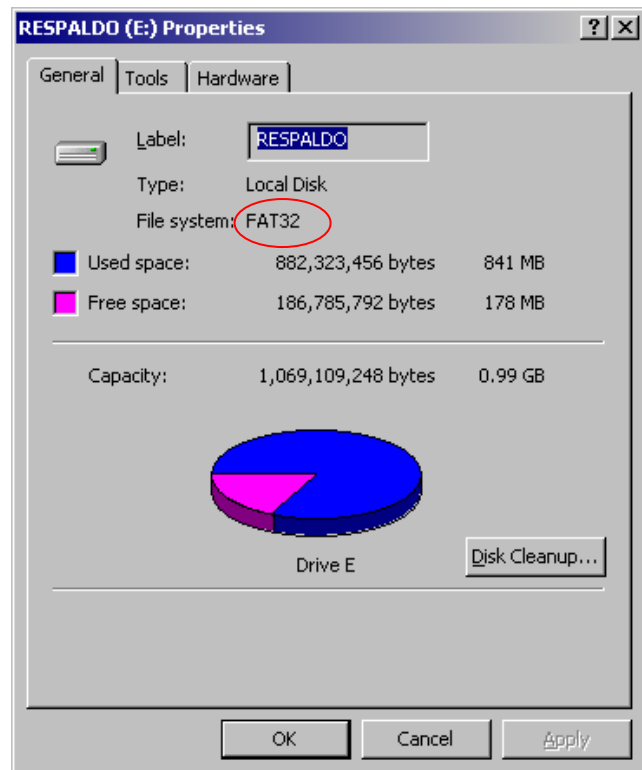 RESPALDO (E:) Properties
General Tools Hardware
Label: RESPALDO
Type: Local Disk
File system: FAT32
Used space: 882,323,456 bytes 841 MB
Free space: 186,785,792 bytes 178 MB
Capacity: 1,069,109,248 bytes 0.99 GB
Drive E
Disk Cleanup...
OK Cancel Apply